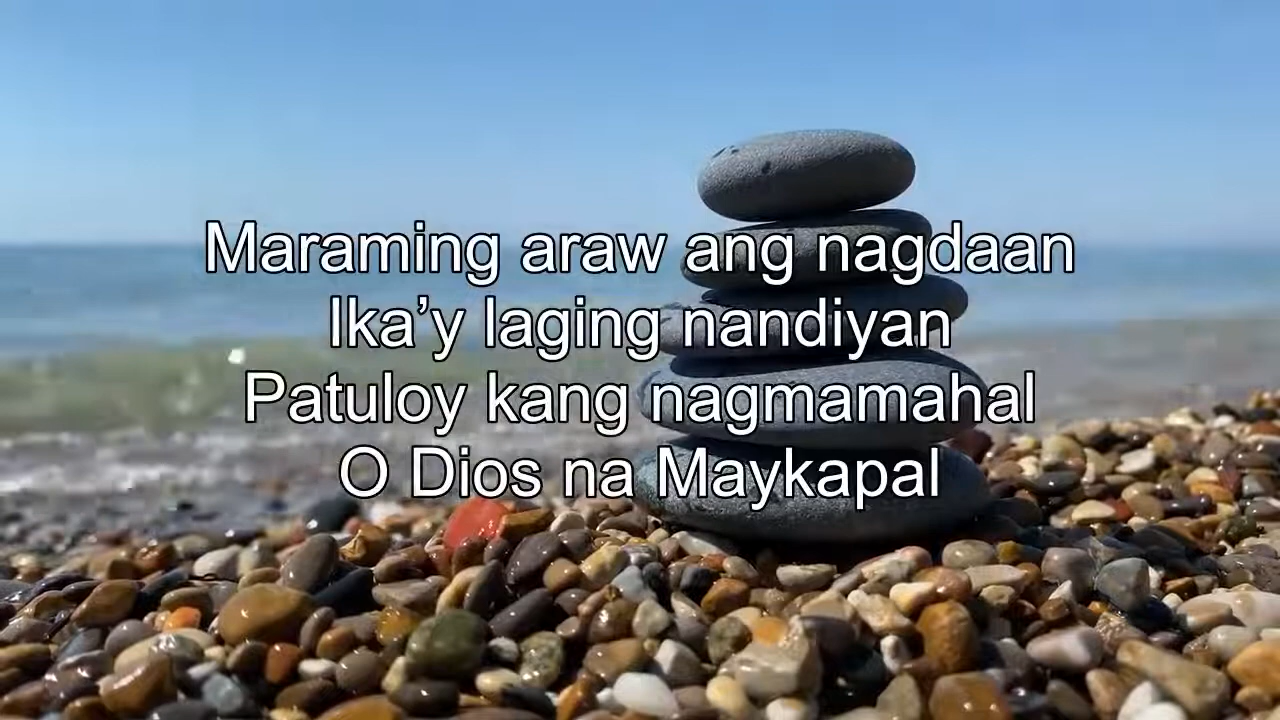 Maraming araw ang nagdaan
Ika’y laging nandiyan
Patuloy kang nagmamahal
O Dios na Maykapal